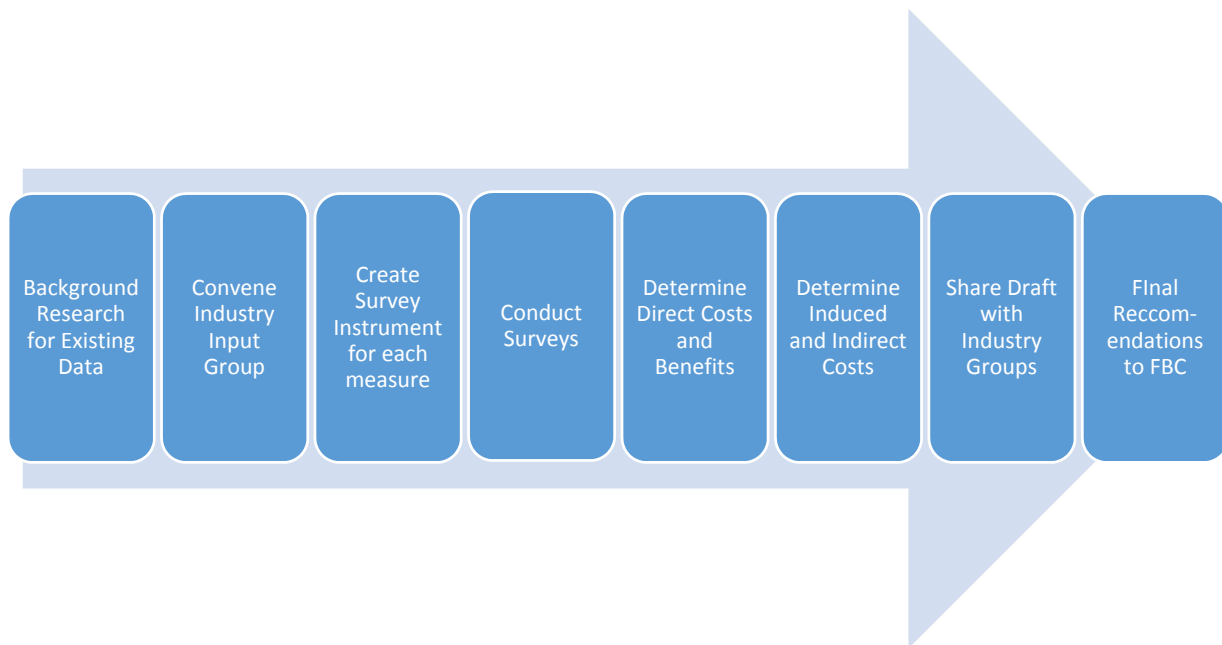 Background
Research
for Existing
Data
Convene
Industry
Input
Group
Create
Survey
Instrument
for each
measure
Conduct
Surveys
Determine
Direct Costs
and
Benefits
Determine
Induced
and Indirect
Costs
Share Draft
with
Industry
Groups
FInal
Reccom-
endations
to FBC